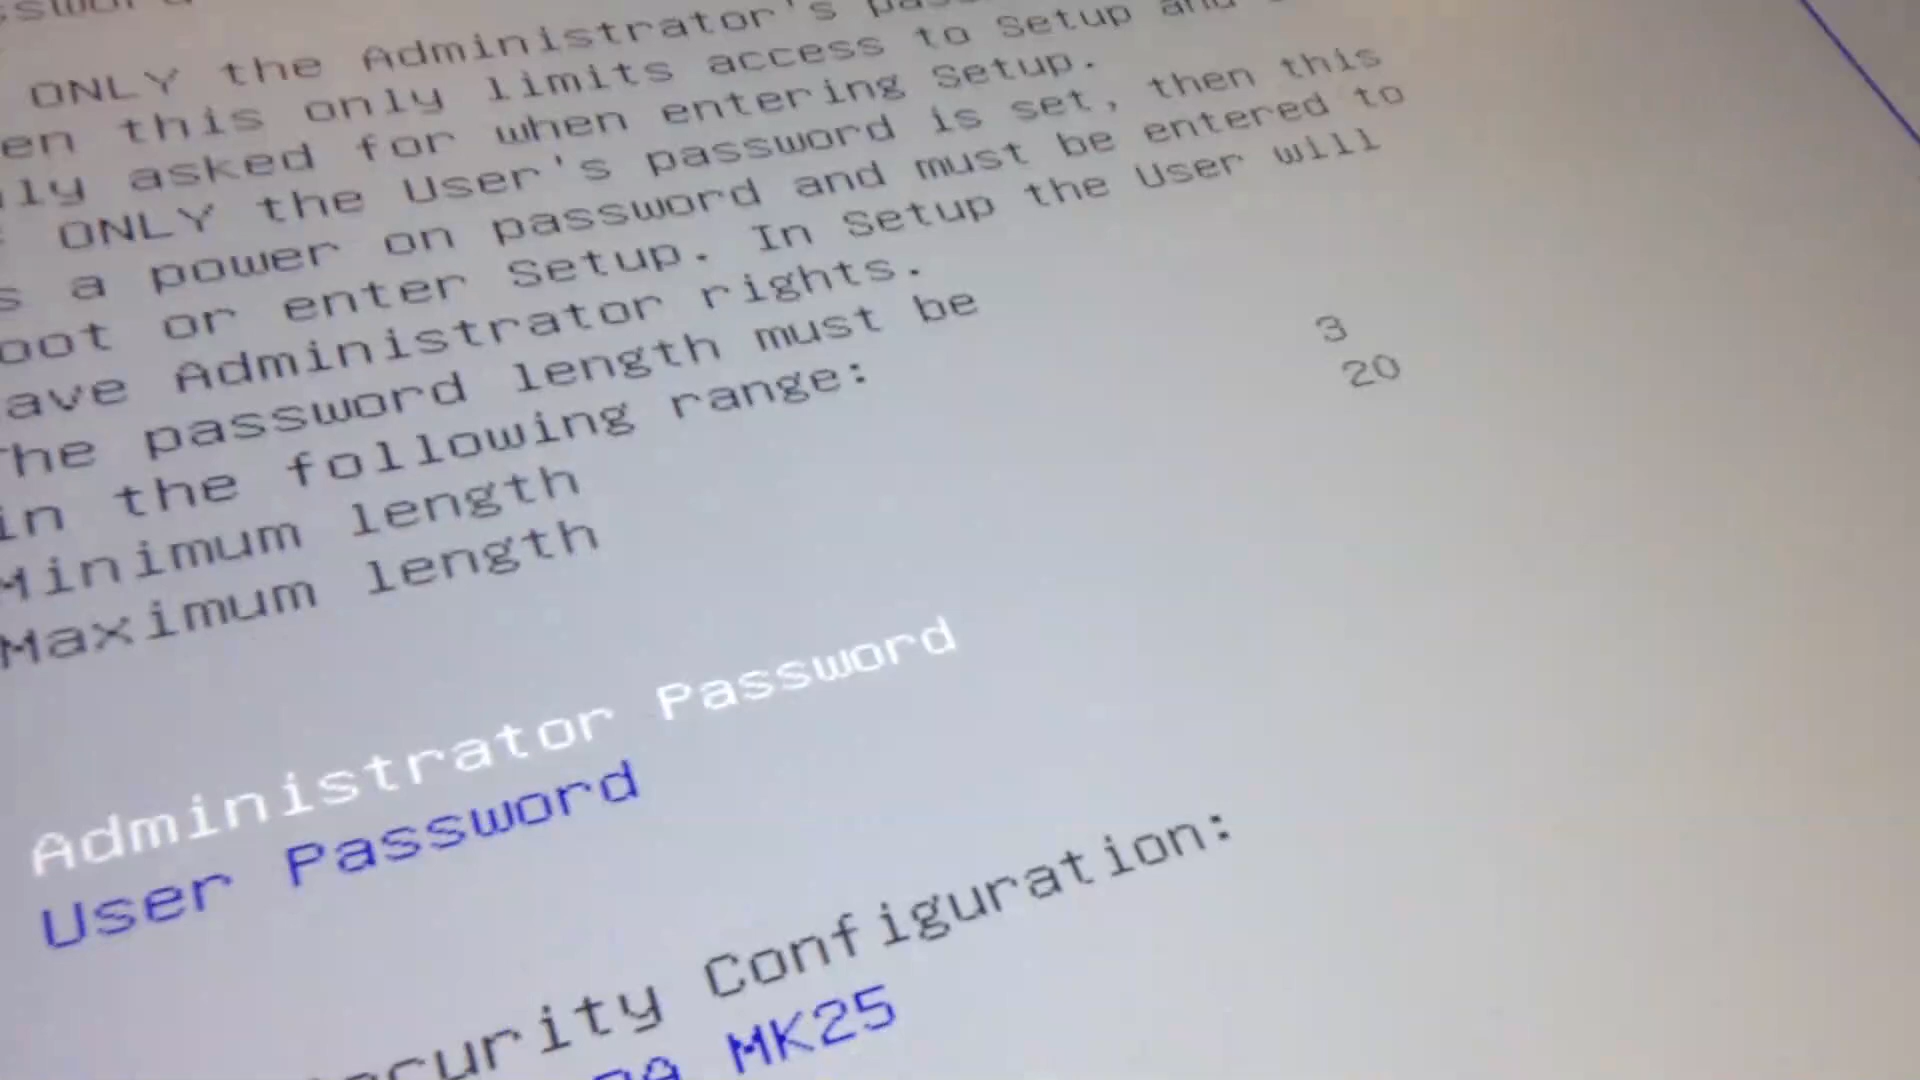 ONLY the Administrator's
en this only limits access to Setup and
ly asked for when entering Setup.
ONLY the User's password is set, then this
s a power on password and must be entered to
oot or enter Setup. In Setup the User will
ave Administrator rights.
The password length must be
in the following range:
Minimum length 3
Maximum length 20
Administrator Password
User Password
curity Configuration:
MK25